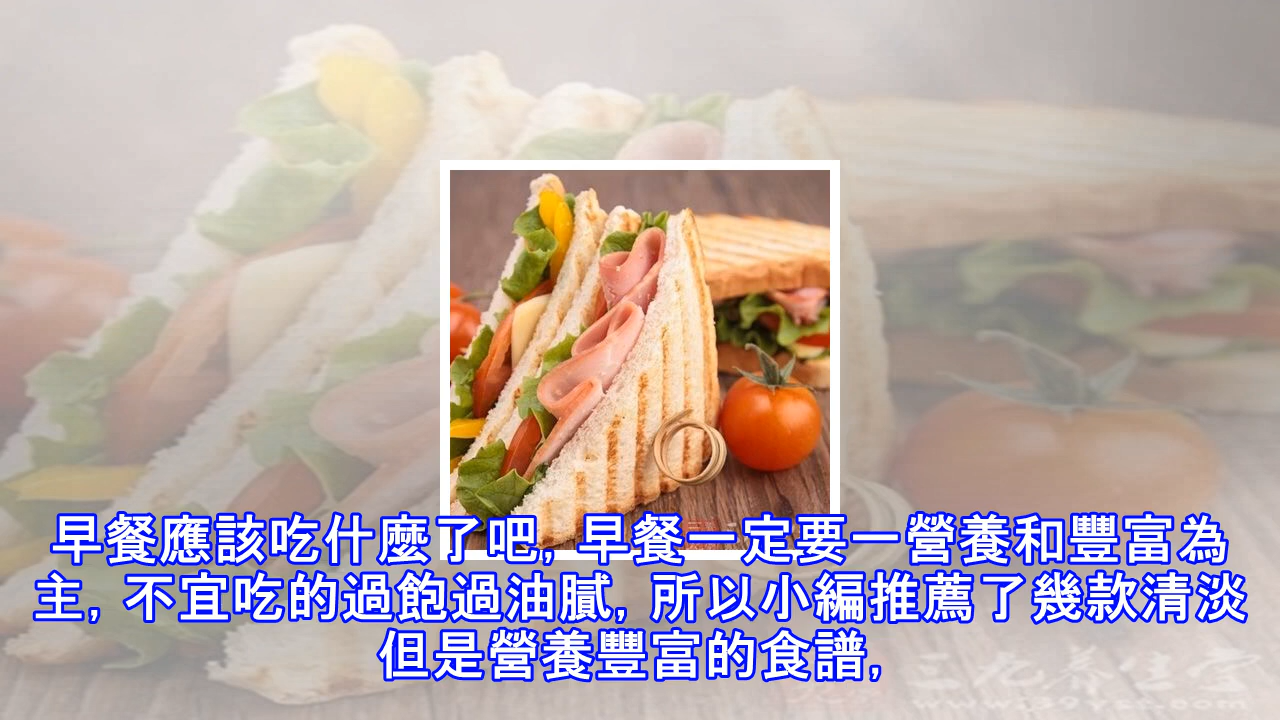 早餐應該吃什麼了吧, 早餐一定要一營養和豐富為
主, 不宜吃的過飽過油膩, 所以小編推薦了幾款清淡
但是營養豐富的食譜,